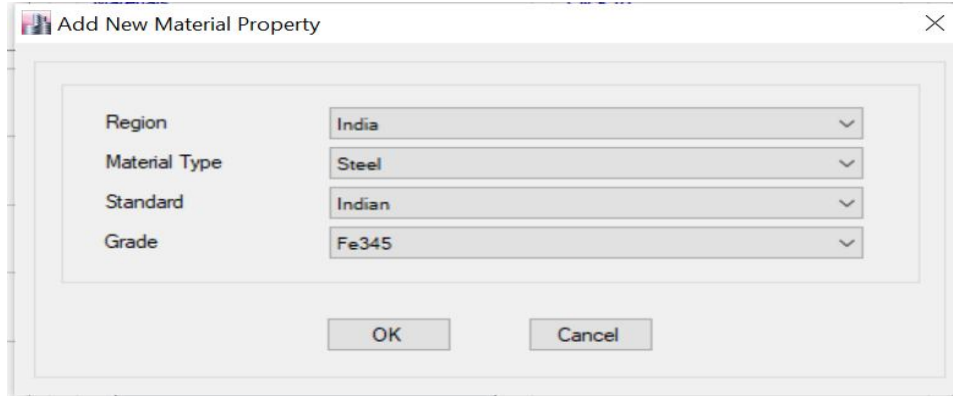 Add New Material Property
Region India
Material Type Steel
Standard Indian
Grade Fe345
OK Cancel